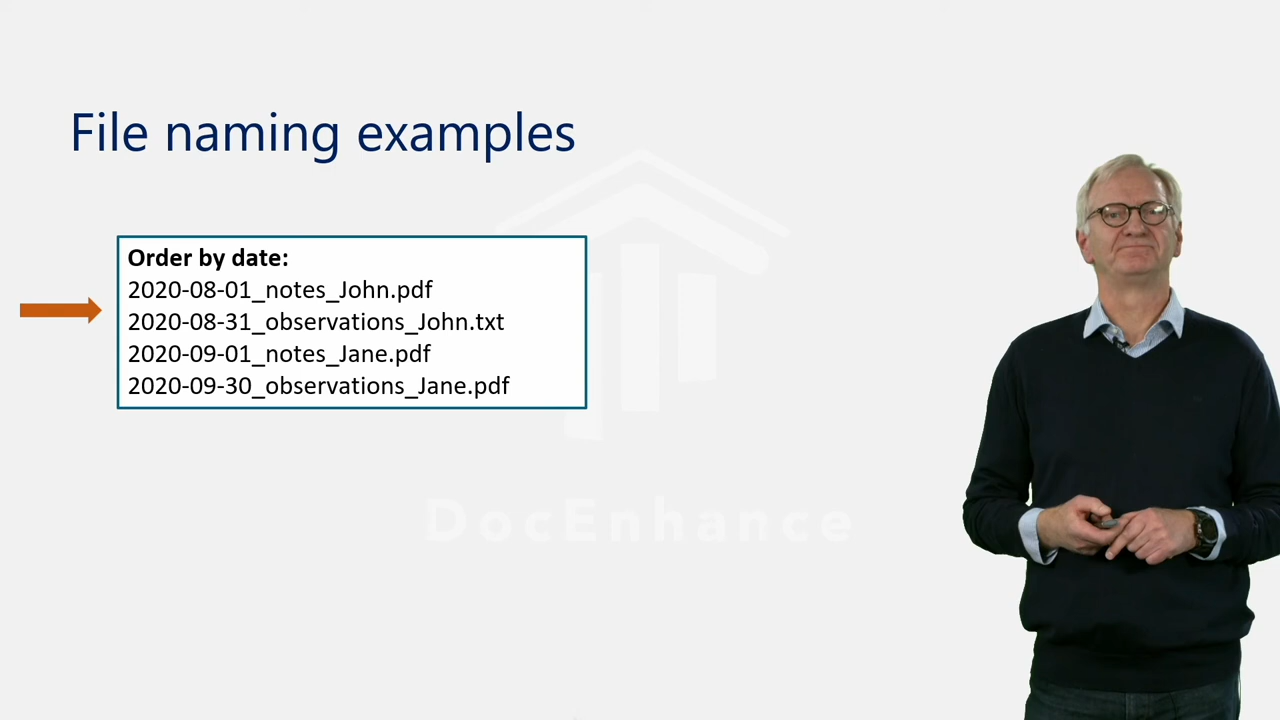 File naming examples
Order by date:
2020-08-01_notes_John.pdf
2020-08-31_observations_John.txt
2020-09-01_notes_Jane.pdf
2020-09-30_observations_Jane.pdf
DocEnhance